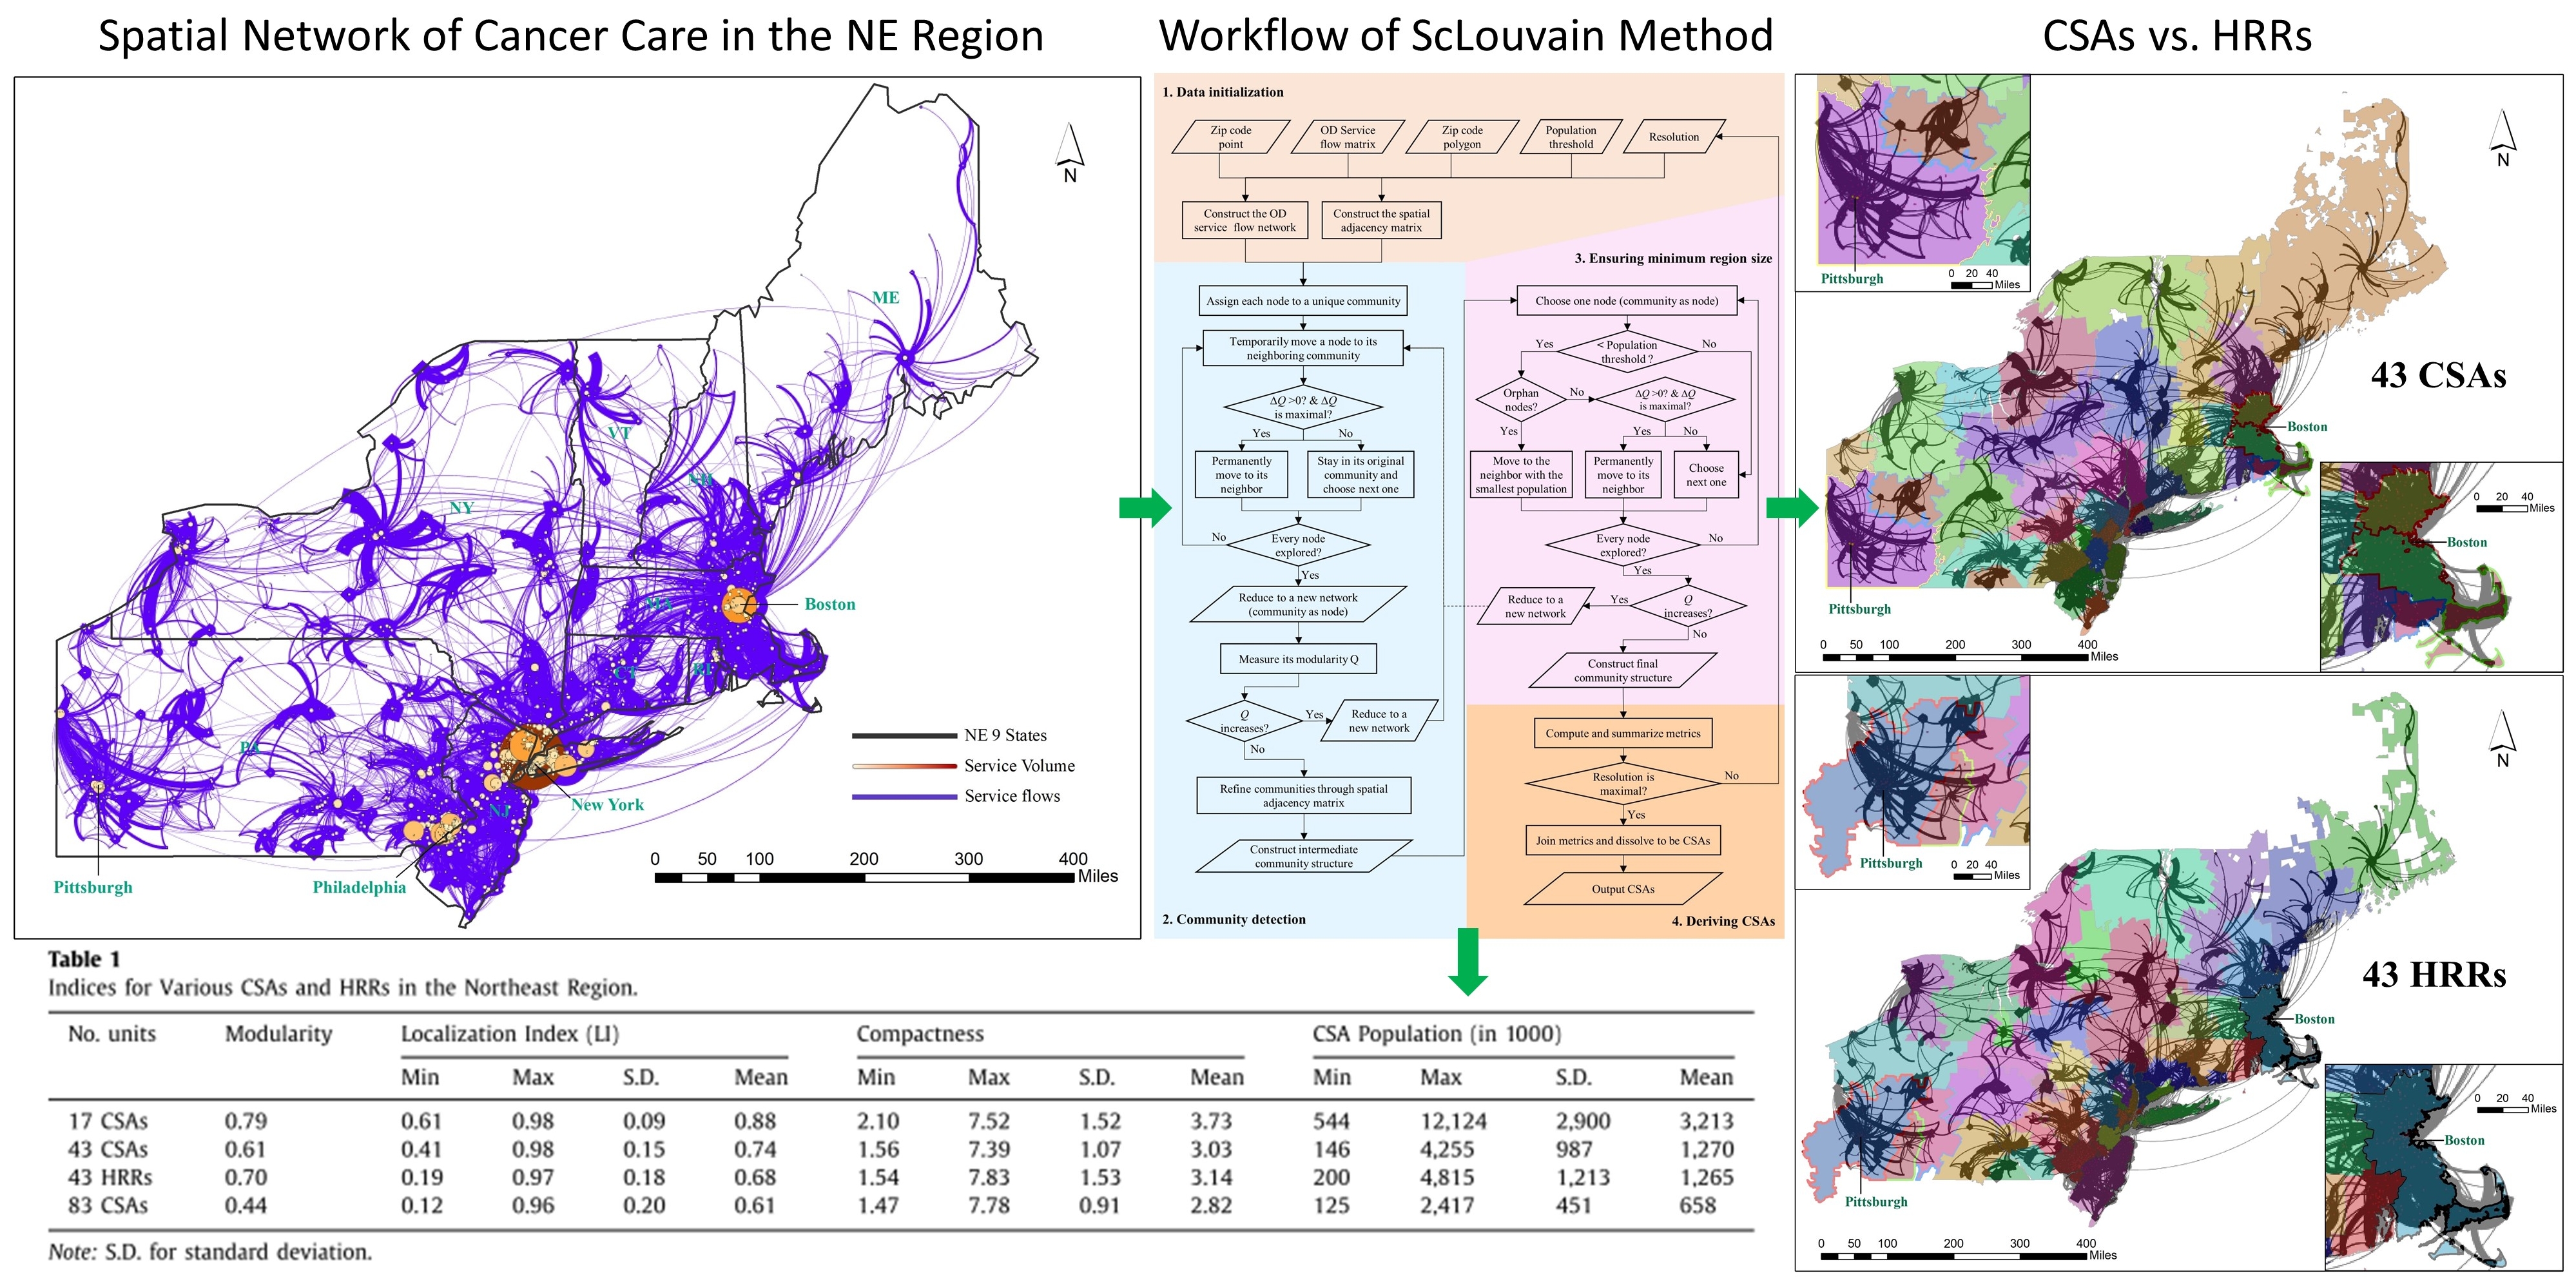 Spatial Network of Cancer Care in the NE Region
N
ME
VT
NH
NY
MA
Boston
CT
RI
PA
NJ
New York
NE 9 States
Service Volume
Service flows
Pittsburgh
Philadelphia
0 50 100 200 300 400
Miles
Workflow of ScLouvain Method
1. Data initialization
Zip code
point
OD Service
flow matrix
Zip code
polygon
Population
threshold
Resolution
Construct the OD
service flow network
Construct the spatial
adjacency matrix
Assign each node to a unique community
Temporarily move a node to its
neighboring community
ΔQ >0? & ΔQ
is maximal?
Yes
No
Permanently
move to its
neighbor
Stay in its original
community and
choose next one
No
Every node
explored?
Yes
Reduce to a new network
(community as node)
Measure its modularity Q
Q
increases?
Yes
Reduce to a
new network
No
Refine communities through spatial
adjacency matrix
Construct intermediate
community structure
2. Community detection
3. Ensuring minimum region size
Choose one node (community as node)
Yes
< Population
threshold ?
No
Orphan
nodes?
No
ΔQ >0? & ΔQ
is maximal?
Yes
Yes
No
Move to the
neighbor with the
smallest population
Permanently
move to its
neighbor
Choose
next one
Every node
explored?
No
Yes
Reduce to a
new network
Yes
Q
increases?
No
Construct final
community structure
Compute and summarize metrics
Resolution is
maximal?
No
Yes
Join metrics and dissolve to be CSAs
Output CSAs
4. Deriving CSAs
CSAs vs. HRRs
Pittsburgh
0 20 40
Miles
N
43 CSAs
Boston
0 20 40
Miles
Boston
Pittsburgh
0 50 100 200 300 400
Miles
Pittsburgh
0 20 40
Miles
N
43 HRRs
Boston
0 20 40
Miles
Boston
Pittsburgh
0 50 100 200 300 400
Miles
Table 1
Indices for Various CSAs and HRRs in the Northeast Region.
No. units Modularity Localization Index (LI) Compactness CSA Population (in 1000)
Min Max S.D. Mean Min Max S.D. Mean Min Max S.D. Mean
17 CSAs 0.79 0.61 0.98 0.09 0.88 2.10 7.52 1.52 3.73 544 12,124 2,900 3,213
43 CSAs 0.61 0.41 0.98 0.15 0.74 1.56 7.39 1.07 3.03 146 4,255 987 1,270
43 HRRs 0.70 0.19 0.97 0.18 0.68 1.54 7.83 1.53 3.14 200 4,815 1,213 1,265
83 CSAs 0.44 0.12 0.96 0.20 0.61 1.47 7.78 0.91 2.82 125 2,417 451 658
Note: S.D. for standard deviation.